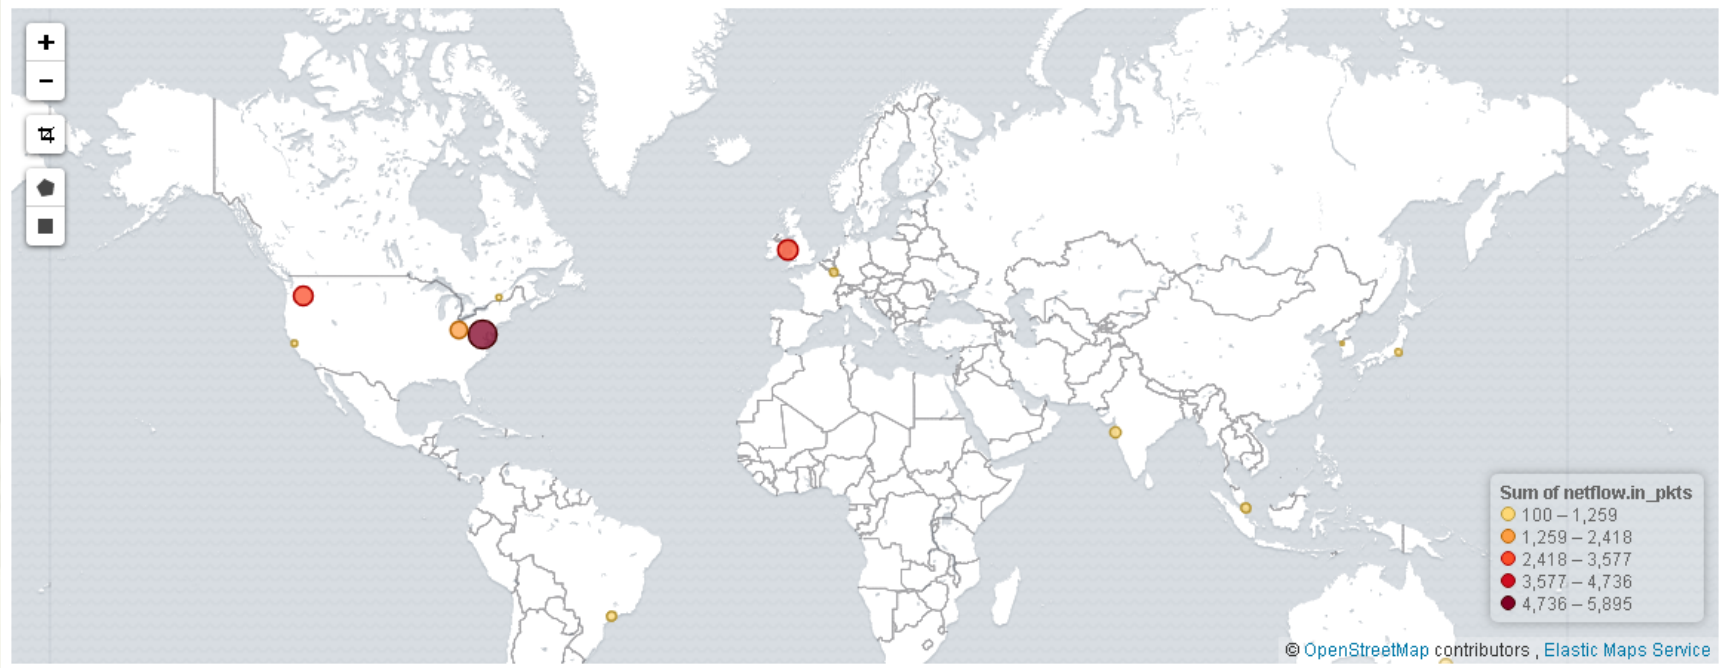 +
−
Sum of netflow.in_pkts
100 – 1,259
1,259 – 2,418
2,418 – 3,577
3,577 – 4,736
4,736 – 5,895
© OpenStreetMap contributors , Elastic Maps Service